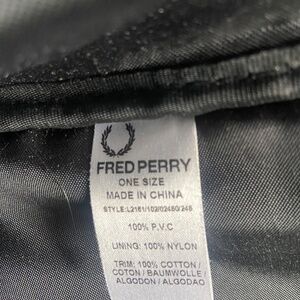 FRED PERRY
ONE SIZE
MADE IN CHINA
STYLE:L2161/102/02480/248
100% P.V.C
LINING: 100% NYLON
TRIM: 100% COTTON /
COTON / BAUMWOLLE /
ALGODON / ALGODAO